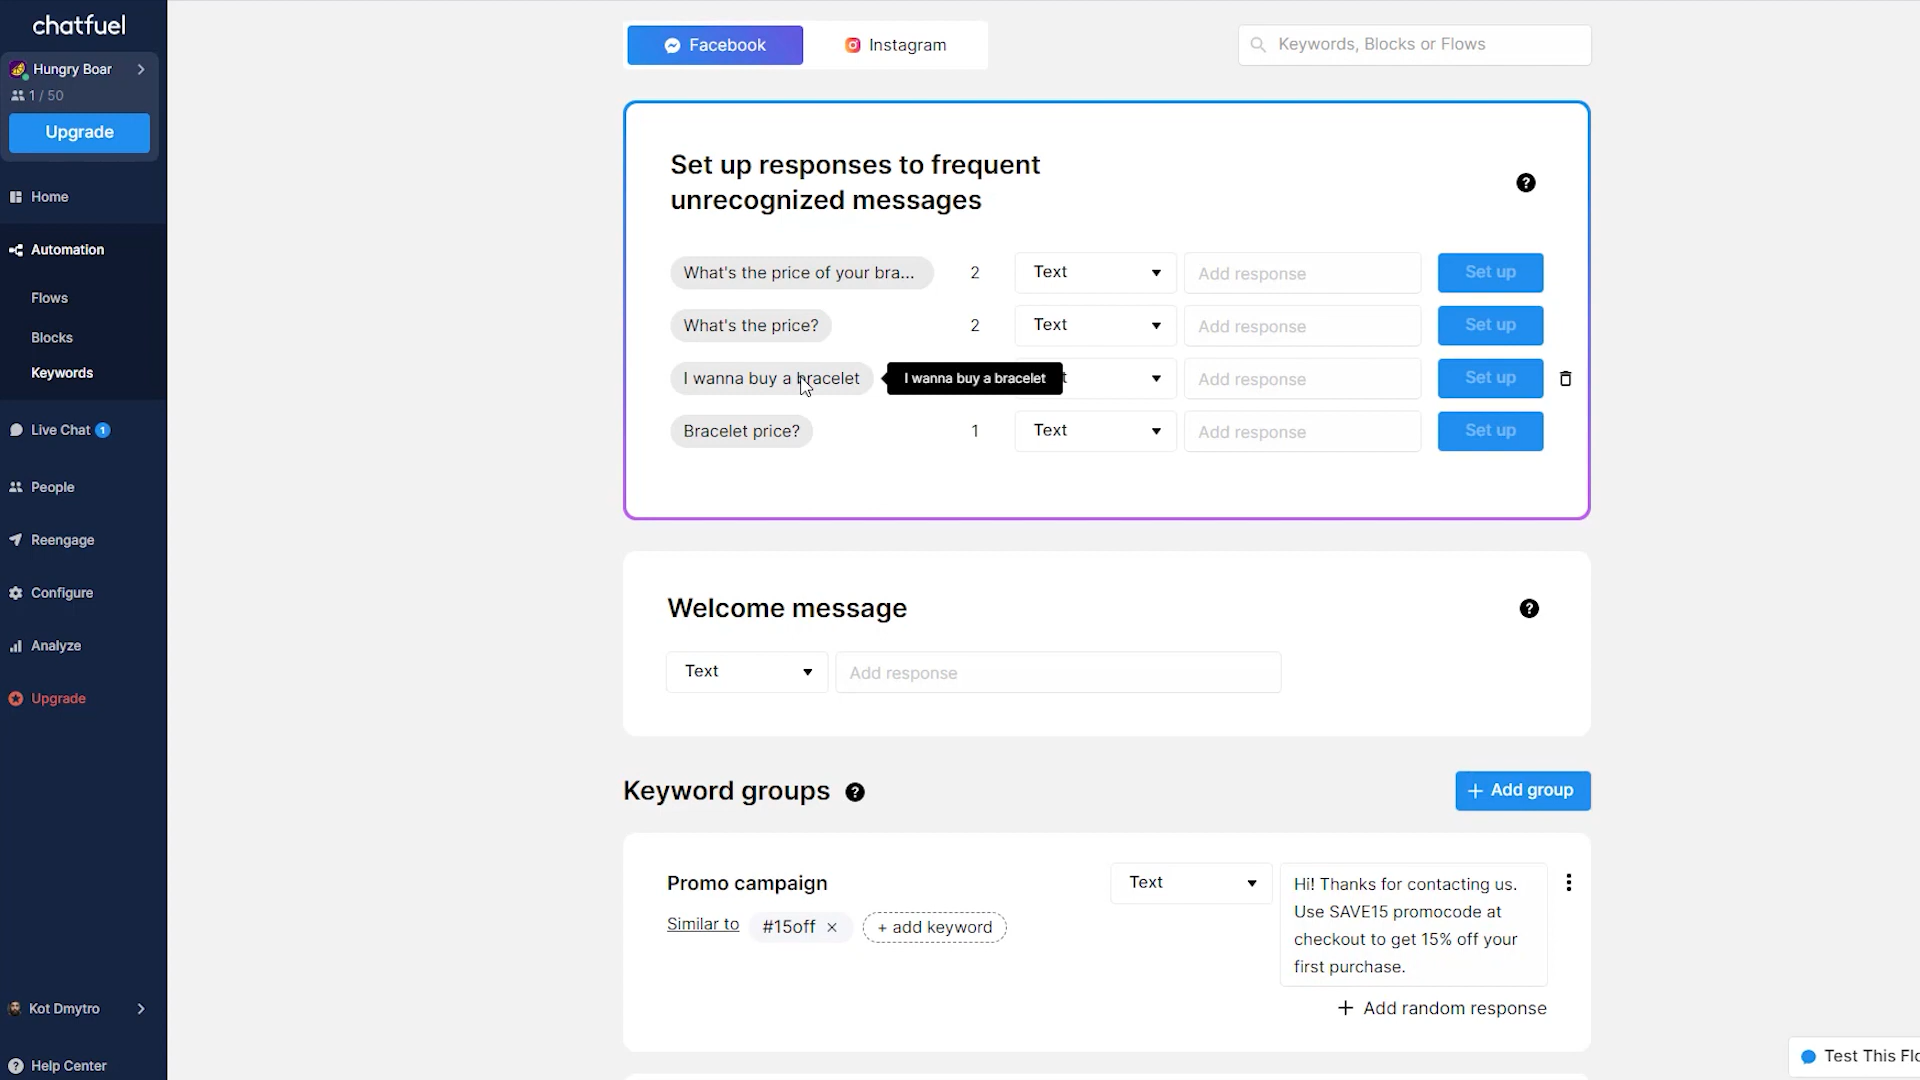 chatfuel
Hungry Boar
1 / 50
Upgrade
Home
Automation
Flows
Blocks
Keywords
Live Chat 1
People
Reengage
Configure
Analyze
Upgrade
Kot Dmytro
Help Center
Facebook
Instagram
Keywords, Blocks or Flows
Set up responses to frequent
unrecognized messages
What's the price of your bra... 2 Text Add response Set up
What's the price? 2 Text Add response Set up
I wanna buy a bracelet I wanna buy a bracelet Add response Set up
Bracelet price? 1 Text Add response Set up
Welcome message
Text Add response
Keyword groups
+ Add group
Promo campaign
Similar to #15off × + add keyword
Text
Hi! Thanks for contacting us.
Use SAVE15 promocode at
checkout to get 15% off your
first purchase.
+ Add random response
Test This Flo